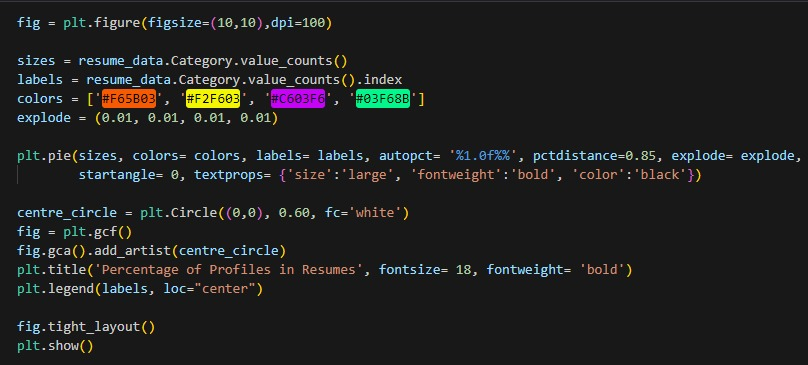 fig = plt.figure(figsize=(10,10),dpi=100)
sizes = resume_data.Category.value_counts()
labels = resume_data.Category.value_counts().index
colors = ['#F65B03', '#F2F603', '#C603F6', '#03F68B']
explode = (0.01, 0.01, 0.01, 0.01)
plt.pie(sizes, colors= colors, labels= labels, autopct= '%1.0f%%', pctdistance=0.85, explode= explode,
startangle= 0, textprops= {'size':'large', 'fontweight':'bold', 'color':'black'})
centre_circle = plt.Circle((0,0), 0.60, fc='white')
fig = plt.gcf()
fig.gca().add_artist(centre_circle)
plt.title('Percentage of Profiles in Resumes', fontsize= 18, fontweight= 'bold')
plt.legend(labels, loc="center")
fig.tight_layout()
plt.show()